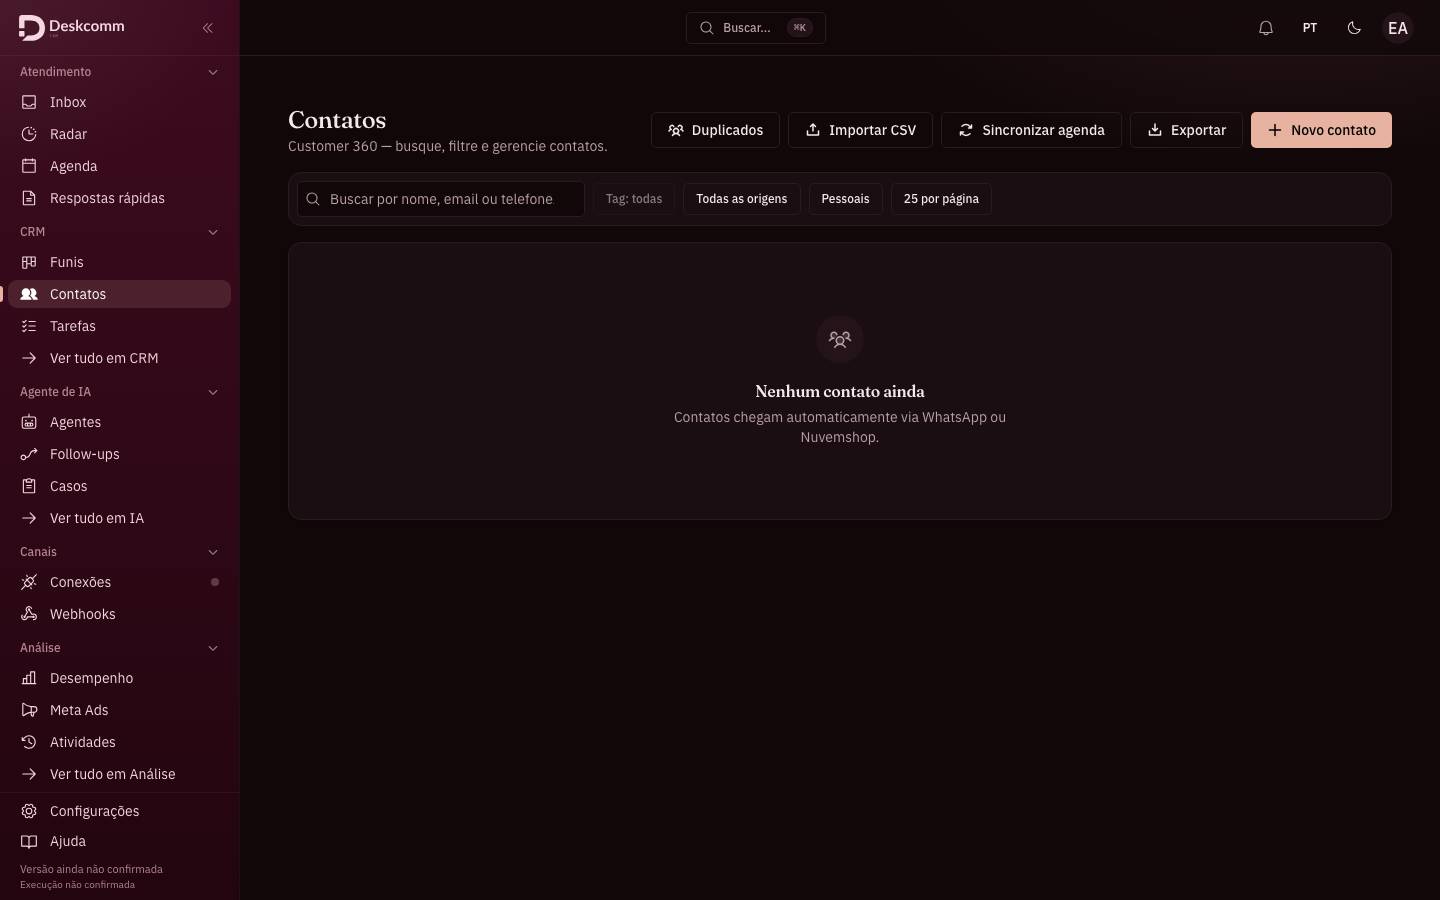 Deskcomm
Buscar...
⌘K
PT
EA
Atendimento
Inbox
Radar
Agenda
Respostas rápidas
CRM
Funis
Contatos
Tarefas
Ver tudo em CRM
Agente de IA
Agentes
Follow-ups
Casos
Ver tudo em IA
Canais
Conexões
Webhooks
Análise
Desempenho
Meta Ads
Atividades
Ver tudo em Análise
Configurações
Ajuda
Versão ainda não confirmada
Execução não confirmada
Contatos
Customer 360 — busque, filtre e gerencie contatos.
Duplicados
Importar CSV
Sincronizar agenda
Exportar
Novo contato
Buscar por nome, email ou telefone
Tag: todas
Todas as origens
Pessoais
25 por página
Nenhum contato ainda
Contatos chegam automaticamente via WhatsApp ou
Nuvemshop.